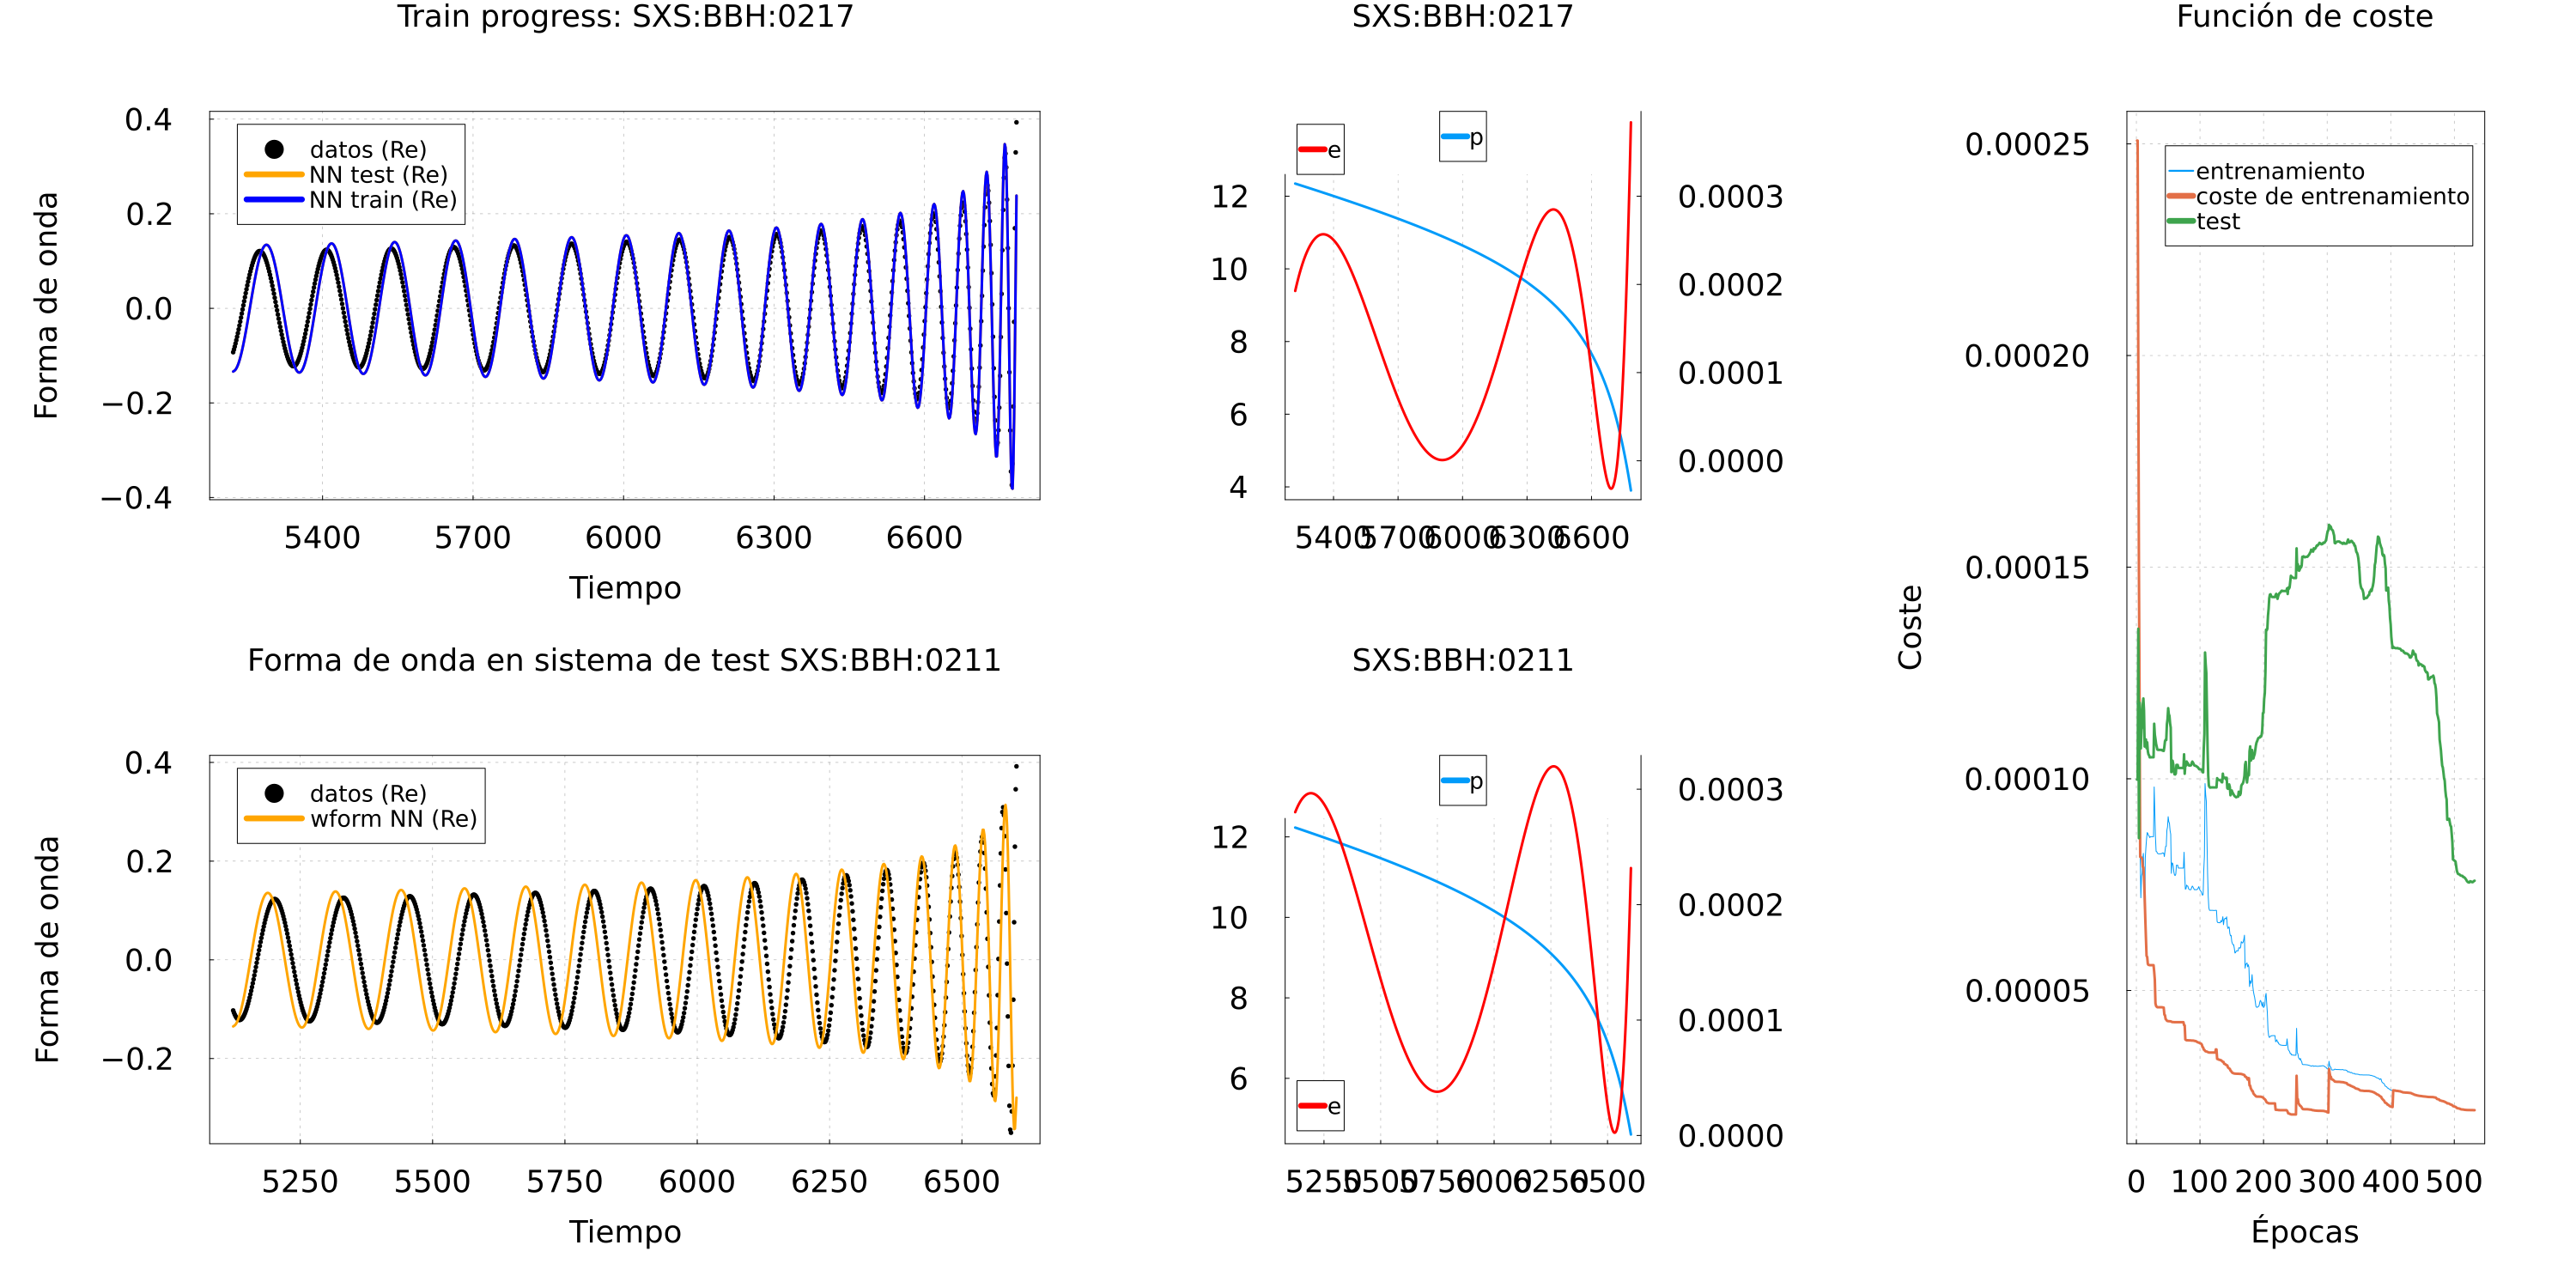 Train progress: SXS:BBH:0217
Forma de onda
0.4
0.2
0.0
−0.2
−0.4
datos (Re)
NN test (Re)
NN train (Re)
5400 5700 6000 6300 6600
Tiempo
SXS:BBH:0217
e
p
12
10
8
6
4
0.0003
0.0002
0.0001
0.0000
5400 5700 6000 6300 6600
Forma de onda en sistema de test SXS:BBH:0211
Forma de onda
0.4
0.2
0.0
−0.2
datos (Re)
wform NN (Re)
5250 5500 5750 6000 6250 6500
Tiempo
SXS:BBH:0211
p
e
12
10
8
6
0.0003
0.0002
0.0001
0.0000
5250 5500 5750 6000 6250 6500
Función de coste
Coste
0.00025
0.00020
0.00015
0.00010
0.00005
entrenamiento
coste de entrenamiento
test
0 100 200 300 400 500
Épocas